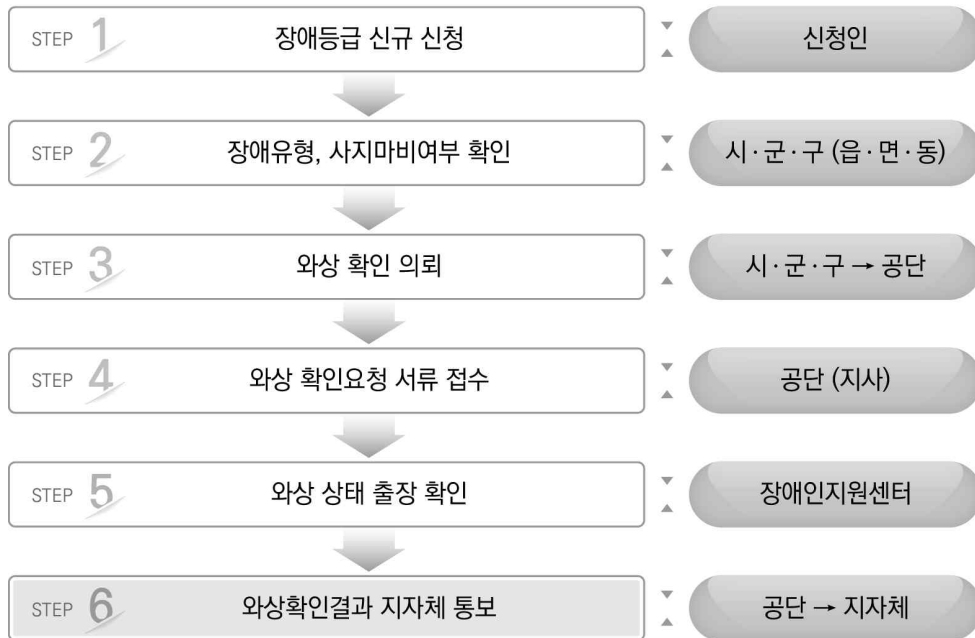 STEP 1 장애등급 신규 신청 신청인
STEP 2 장애유형, 사지마비여부 확인 시·군·구 (읍·면·동)
STEP 3 와상 확인 의뢰 시·군·구 → 공단
STEP 4 와상 확인요청 서류 접수 공단 (지사)
STEP 5 와상 상태 출장 확인 장애인지원센터
STEP 6 와상확인결과 지자체 통보 공단 → 지자체